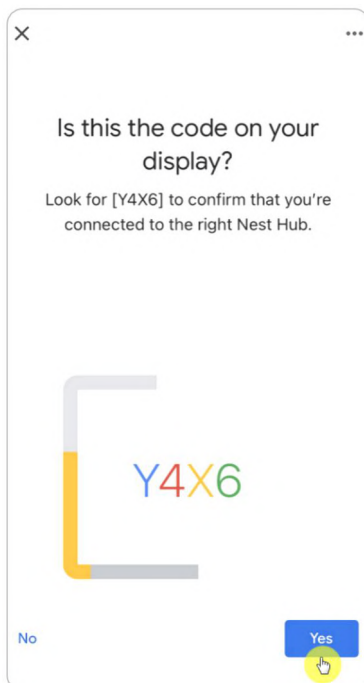 Is this the code on your
display?
Look for [Y4X6] to confirm that you're
connected to the right Nest Hub.
Y4X6
No
Yes